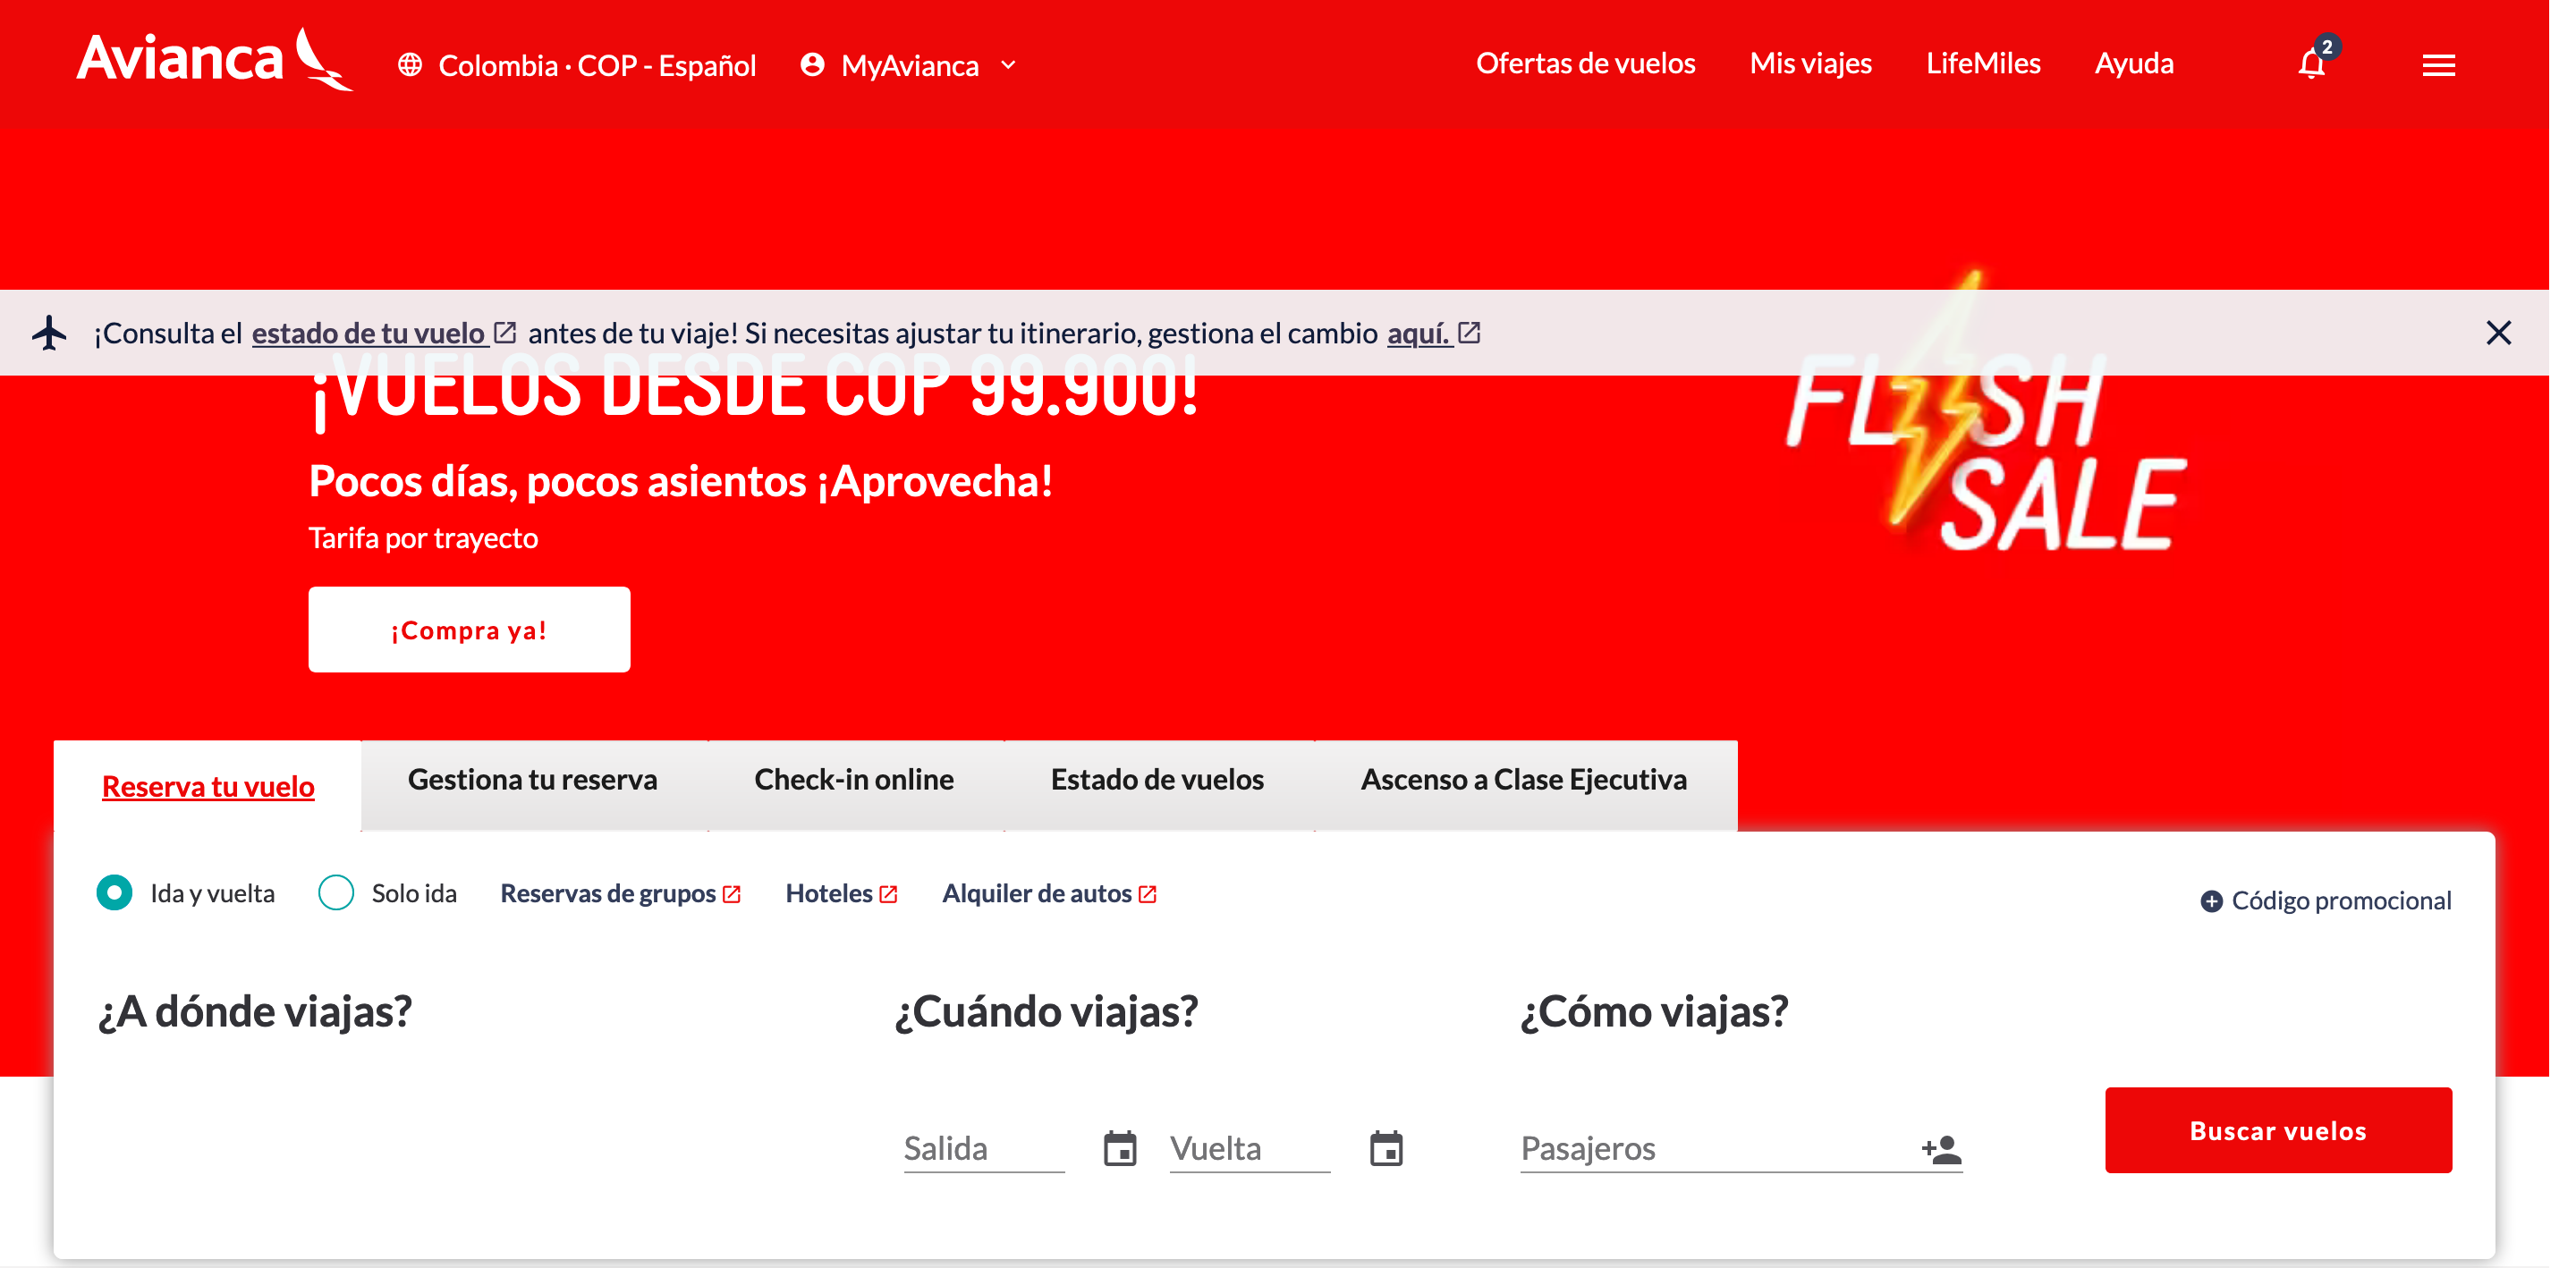 Avianca
Colombia · COP - Español
MyAvianca
Ofertas de vuelos
Mis viajes
LifeMiles
Ayuda
2
¡Consulta el estado de tu vuelo antes de tu viaje! Si necesitas ajustar tu itinerario, gestiona el cambio aquí.
¡VUELOS DESDE COP 99.900!
Pocos días, pocos asientos ¡Aprovecha!
Tarifa por trayecto
¡Compra ya!
FLASH
SALE
Reserva tu vuelo
Gestiona tu reserva
Check-in online
Estado de vuelos
Ascenso a Clase Ejecutiva
Ida y vuelta
Solo ida
Reservas de grupos
Hoteles
Alquiler de autos
Código promocional
¿A dónde viajas?
¿Cuándo viajas?
¿Cómo viajas?
Salida
Vuelta
Pasajeros
Buscar vuelos